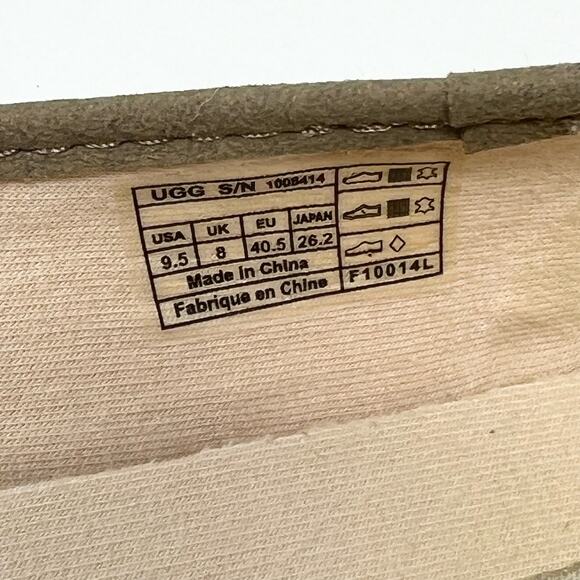 UGG S/N 1008414
USA UK EU JAPAN
9.5 8 40.5 26.2
Made in China
Fabrique en Chine
F10014L